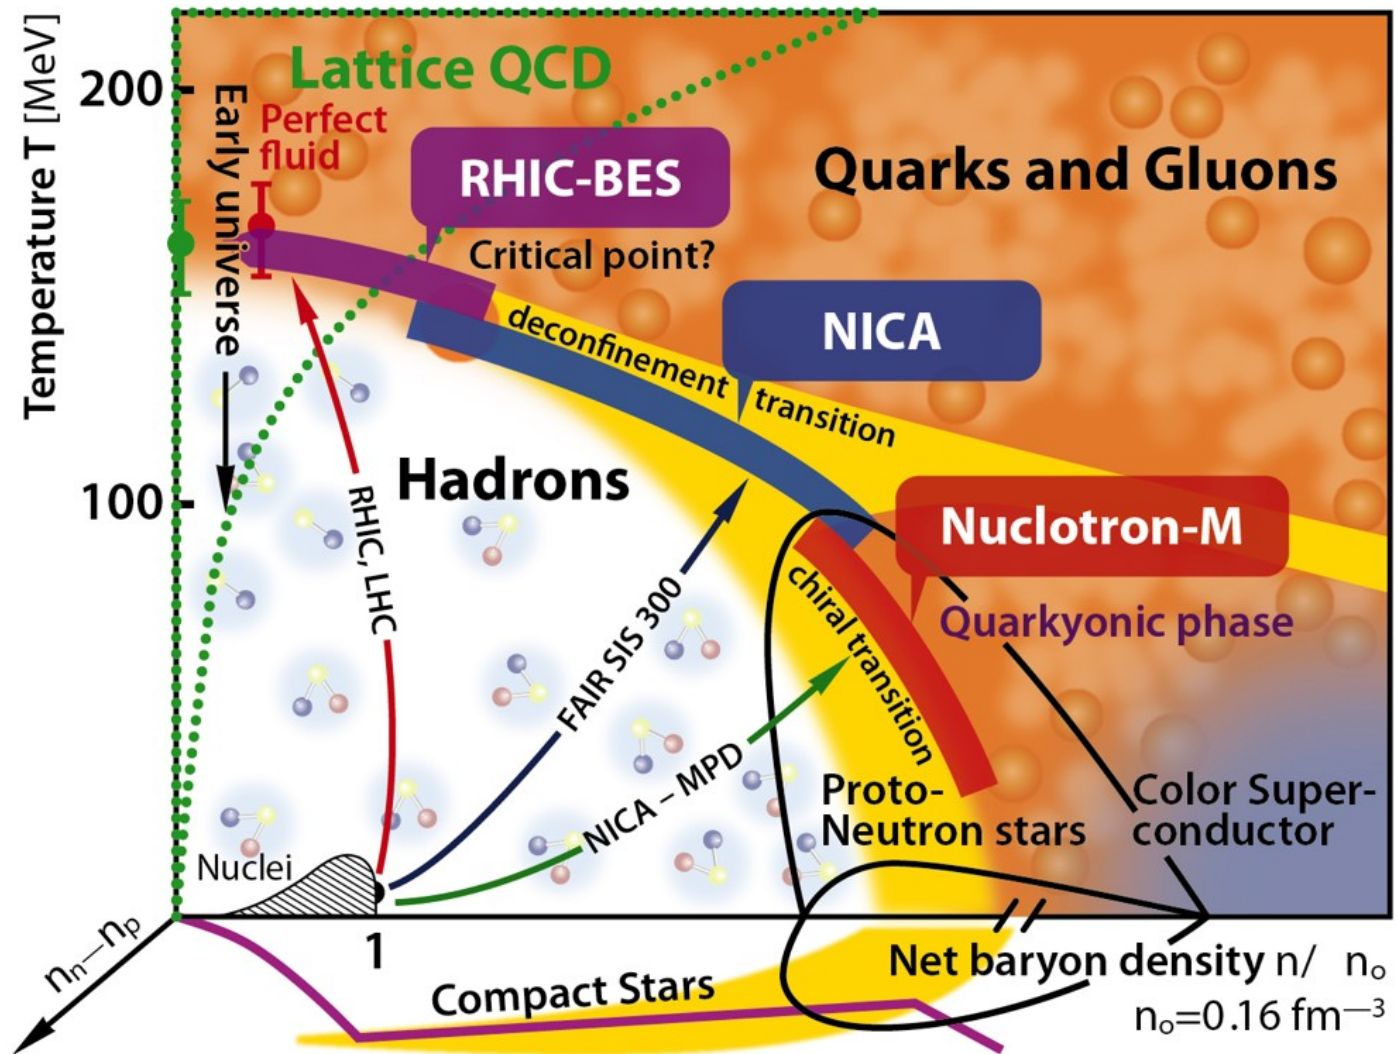 Temperature T [MeV]
200
100
Lattice QCD
Early universe
Perfect
fluid
RHIC-BES
Critical point?
Quarks and Gluons
NICA
deconfinement transition
Hadrons
RHIC, LHC
Nuclotron-M
FAIR SIS 300
chiral transition
Quarkyonic phase
NICA – MPD
Proto-
Neutron stars
Color Super-
conductor
Nuclei
nₙ—nₚ
1
Compact Stars
Net baryon density n/ nₒ
nₒ=0.16 fm⁻³